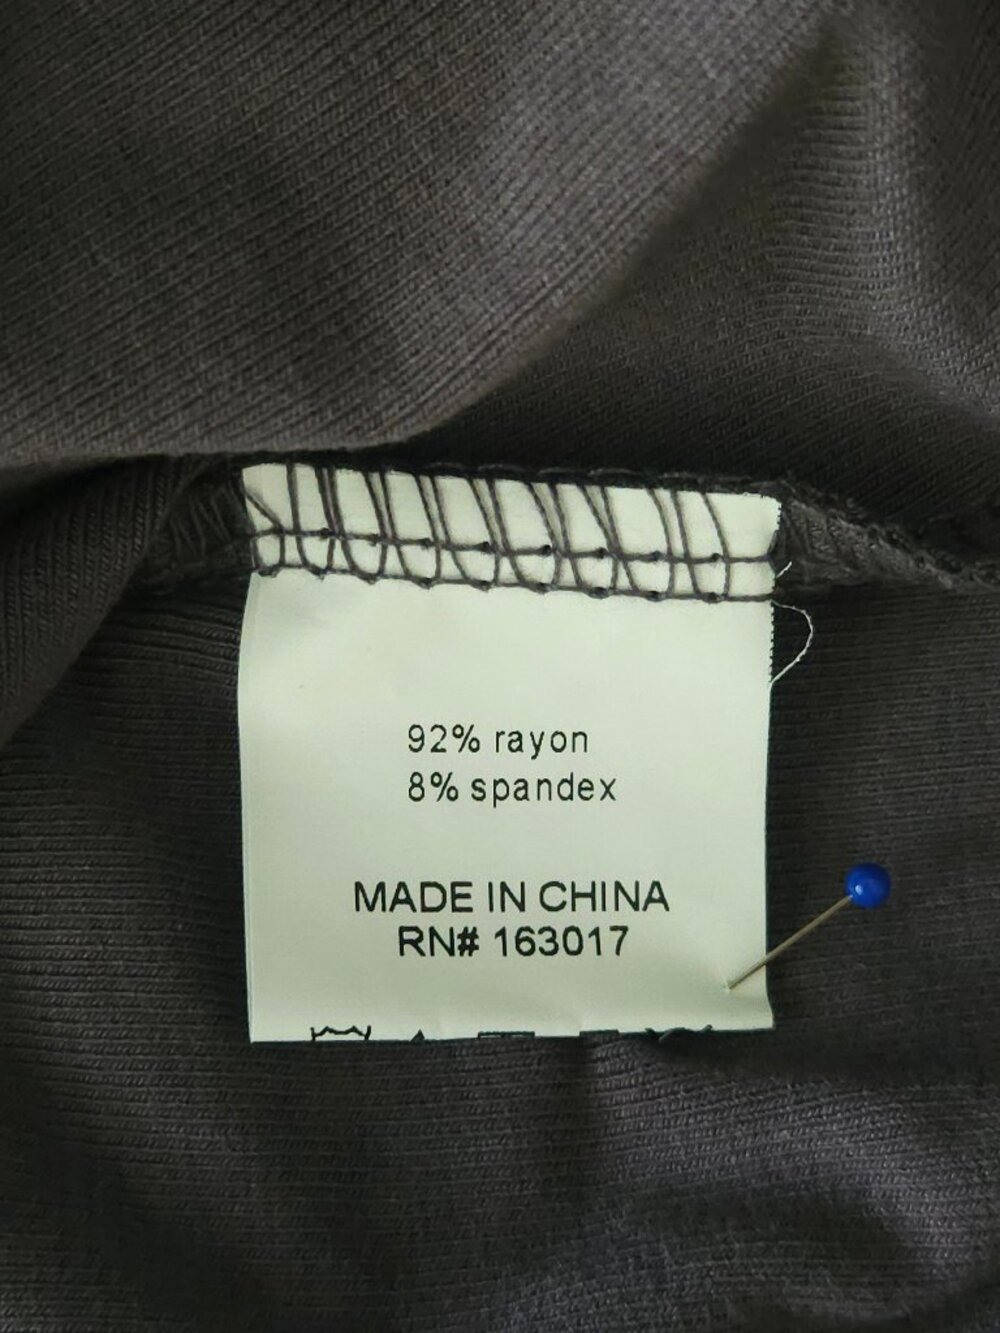 92% rayon
8% spandex
MADE IN CHINA
RN# 163017